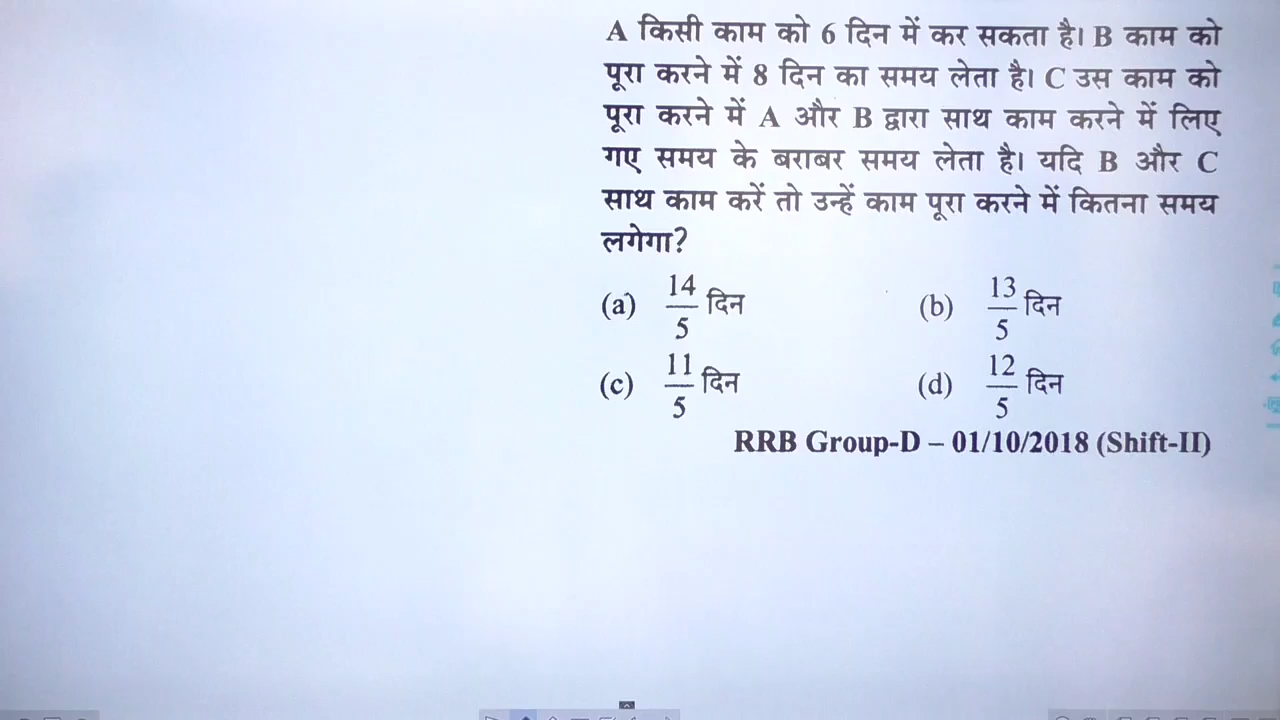 A किसी काम को 6 दिन में कर सकता है। B काम को
पूरा करने में 8 दिन का समय लेता है। C उस काम को
पूरा करने में A और B द्वारा साथ काम करने में लिए
गए समय के बराबर समय लेता है। यदि B और C
साथ काम करें तो उन्हें काम पूरा करने में कितना समय
लगेगा?
(a) 14/5 दिन (b) 13/5 दिन
(c) 11/5 दिन (d) 12/5 दिन
RRB Group-D – 01/10/2018 (Shift-II)